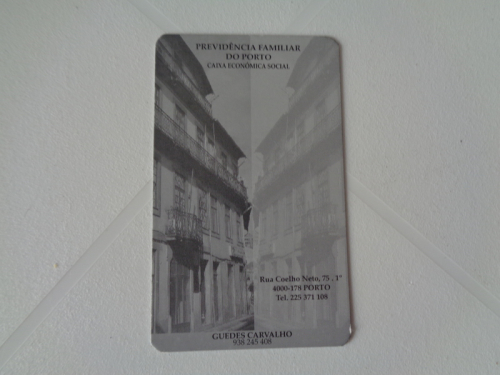 PREVIDÊNCIA FAMILIAR
DO PORTO
CAIXA ECONÓMICA SOCIAL
Rua Coelho Neto, 75 , 1º
4000-178 PORTO
Tel. 225 371 108
GUEDES CARVALHO
938 245 408